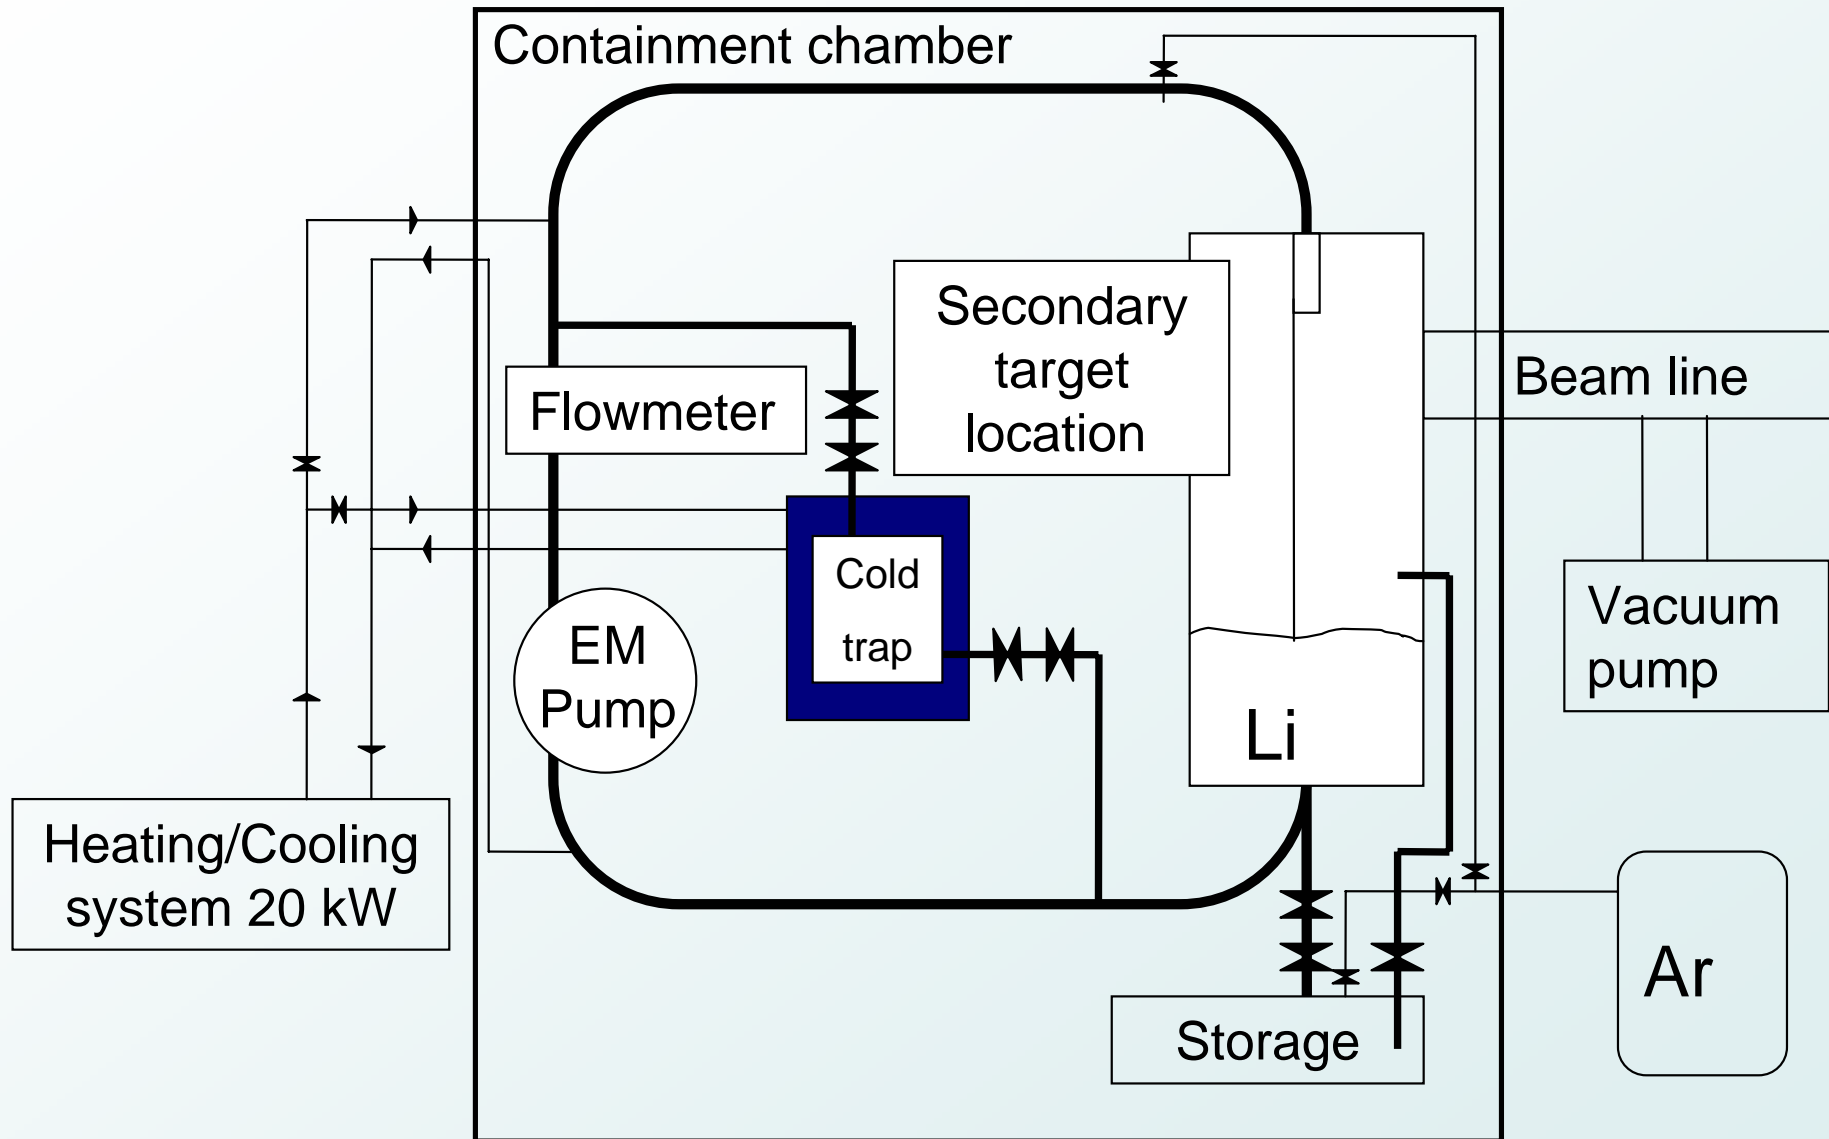 Containment chamber
Secondary
target
location
Beam line
Flowmeter
Cold
trap
EM
Pump
Vacuum
pump
Li
Heating/Cooling
system 20 kW
Ar
Storage